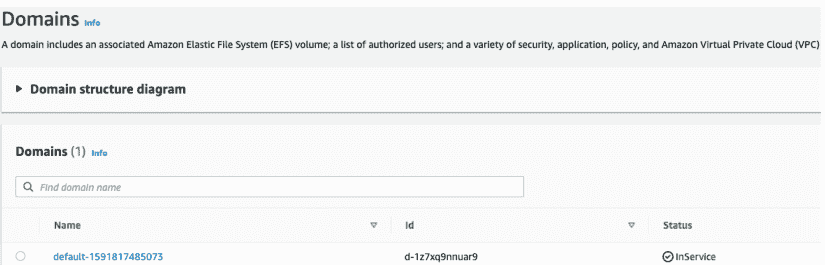 Domains Info
A domain includes an associated Amazon Elastic File System (EFS) volume; a list of authorized users; and a variety of security, application, policy, and Amazon Virtual Private Cloud (VPC)
Domain structure diagram
Domains (1) Info
Find domain name
Name Id Status
default-1591817485073 d-1z7xq9nnuar9 InService